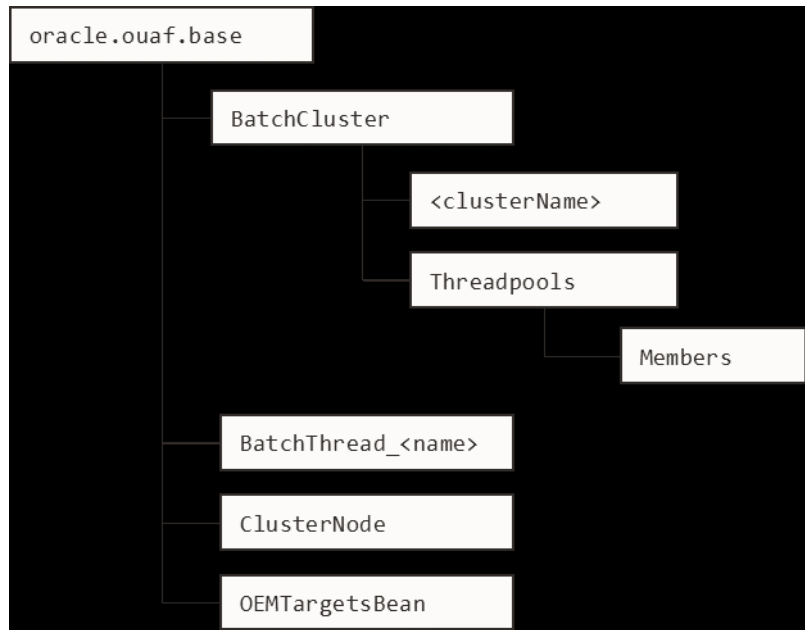 oracle.ouaf.base
BatchCluster
<clusterName>
Threadpools
Members
BatchThread_<name>
ClusterNode
OEMTargetsBean